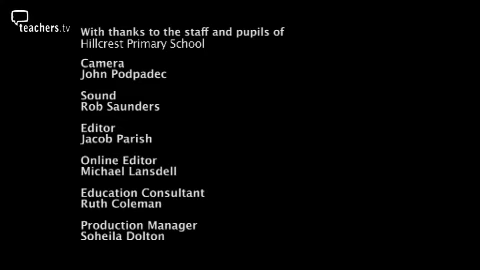 teachers.tv
With thanks to the staff and pupils of
Hillcrest Primary School
Camera
John Podpadec
Sound
Rob Saunders
Editor
Jacob Parish
Online Editor
Michael Lansdell
Education Consultant
Ruth Coleman
Production Manager
Soheila Dolton